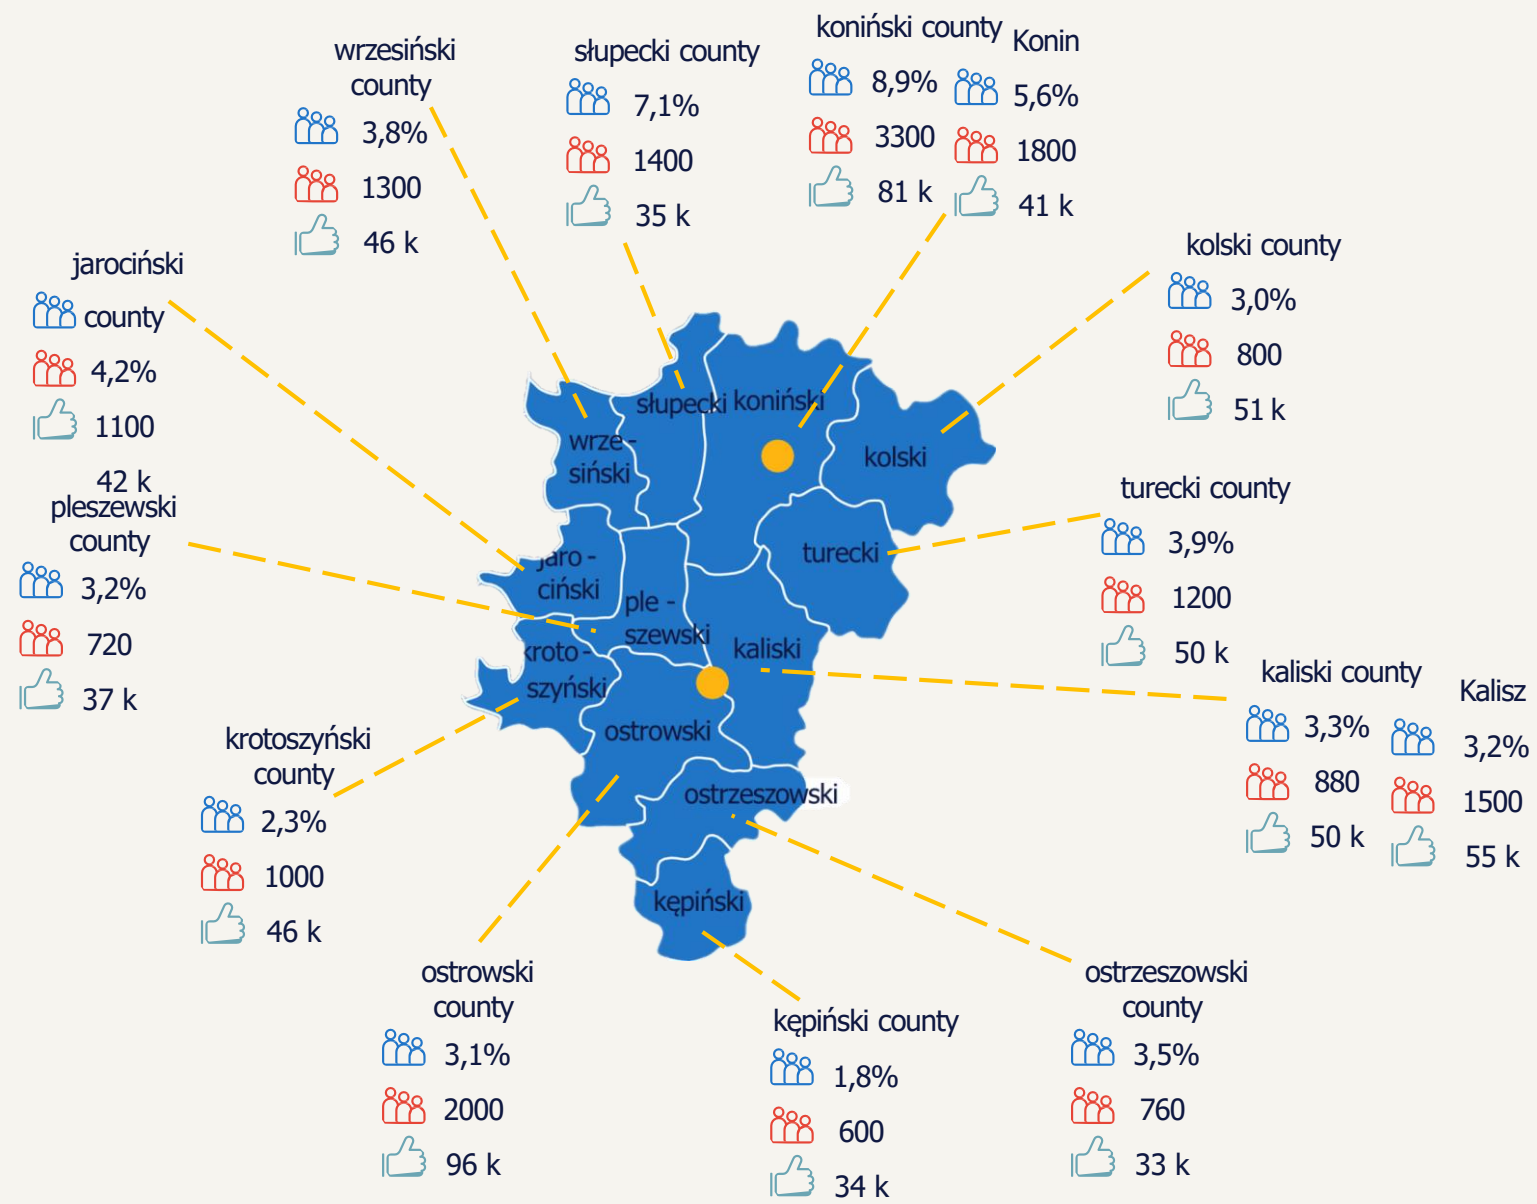 wrzesiński
county
3,8%
1300
46 k
słupecki county
7,1%
1400
35 k
koniński county
8,9%
3300
81 k
Konin
5,6%
1800
41 k
kolski county
3,0%
800
51 k
jarociński
county
4,2%
1100
42 k
pleszewski
county
3,2%
720
37 k
turecki county
3,9%
1200
50 k
kaliski county
3,3%
880
50 k
Kalisz
3,2%
1500
55 k
krotoszyński
county
2,3%
1000
46 k
ostrowski
county
3,1%
2000
96 k
kępiński county
1,8%
600
34 k
ostrzeszowski
county
3,5%
760
33 k
słupecki
koniński
wrze -
siński
kolski
jaro -
ciński
turecki
ple -
szewski
kaliski
kroto -
szyński
ostrowski
ostrzeszowski
kępiński